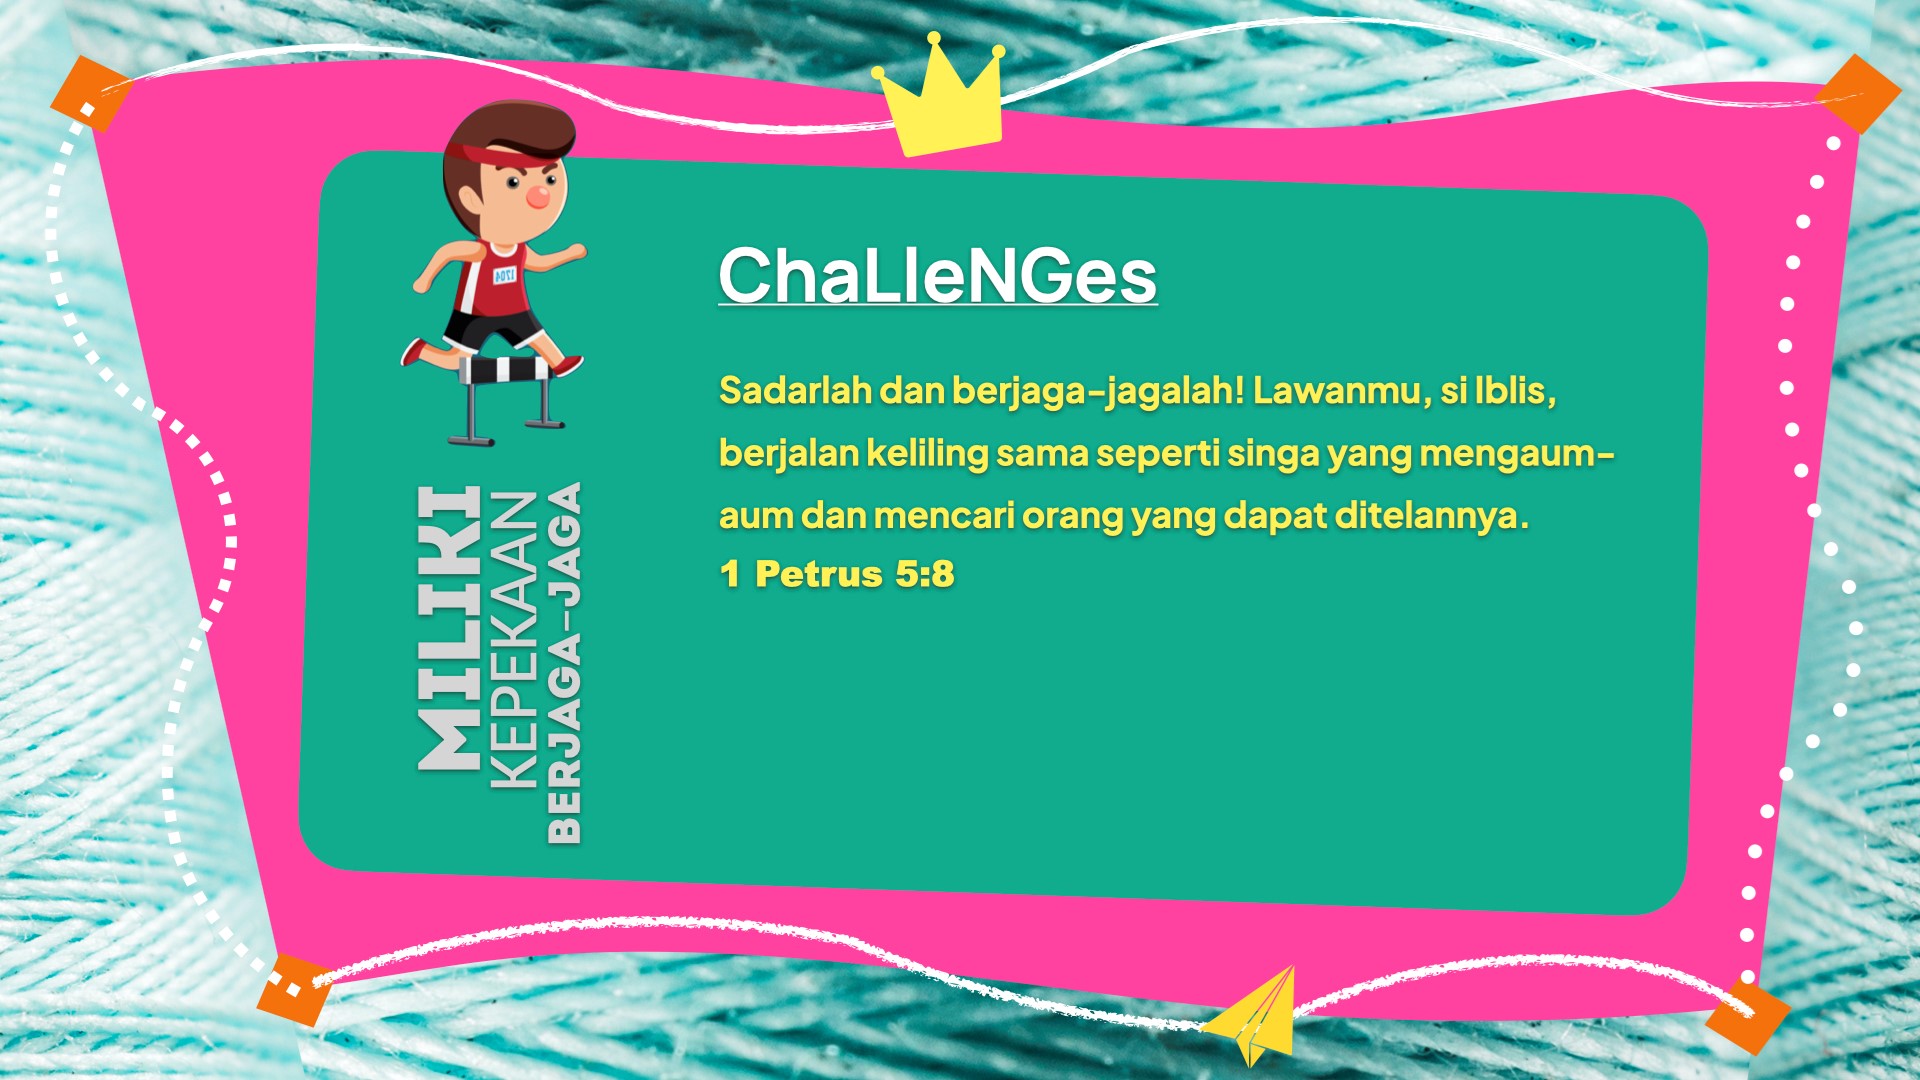 ChaLleNGes
Sadarlah dan berjaga-jagalah! Lawanmu, si Iblis,
berjalan keliling sama seperti singa yang mengaum-
aum dan mencari orang yang dapat ditelannya.
1 Petrus 5:8
MILIKI
KEPEKAAN
BERJAGA-JAGA
1704